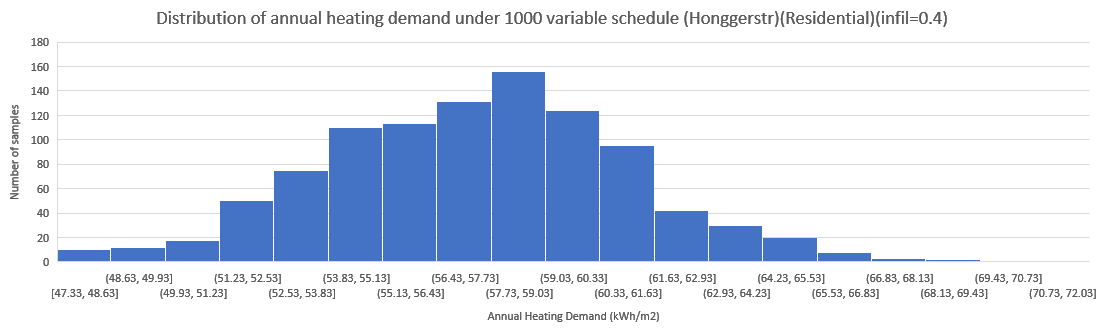 Distribution of annual heating demand under 1000 variable schedule (Honggerstr)(Residential)(infil=0.4)
180
160
140
120
100
80
60
40
20
0
Number of samples
(48.63, 49.93] (51.23, 52.53] (53.83, 55.13] (56.43, 57.73] (59.03, 60.33] (61.63, 62.93] (64.23, 65.53] (66.83, 68.13] (69.43, 70.73]
[47.33, 48.63] (49.93, 51.23] (52.53, 53.83] (55.13, 56.43] (57.73, 59.03] (60.33, 61.63] (62.93, 64.23] (65.53, 66.83] (68.13, 69.43] (70.73, 72.03]
Annual Heating Demand (kWh/m2)